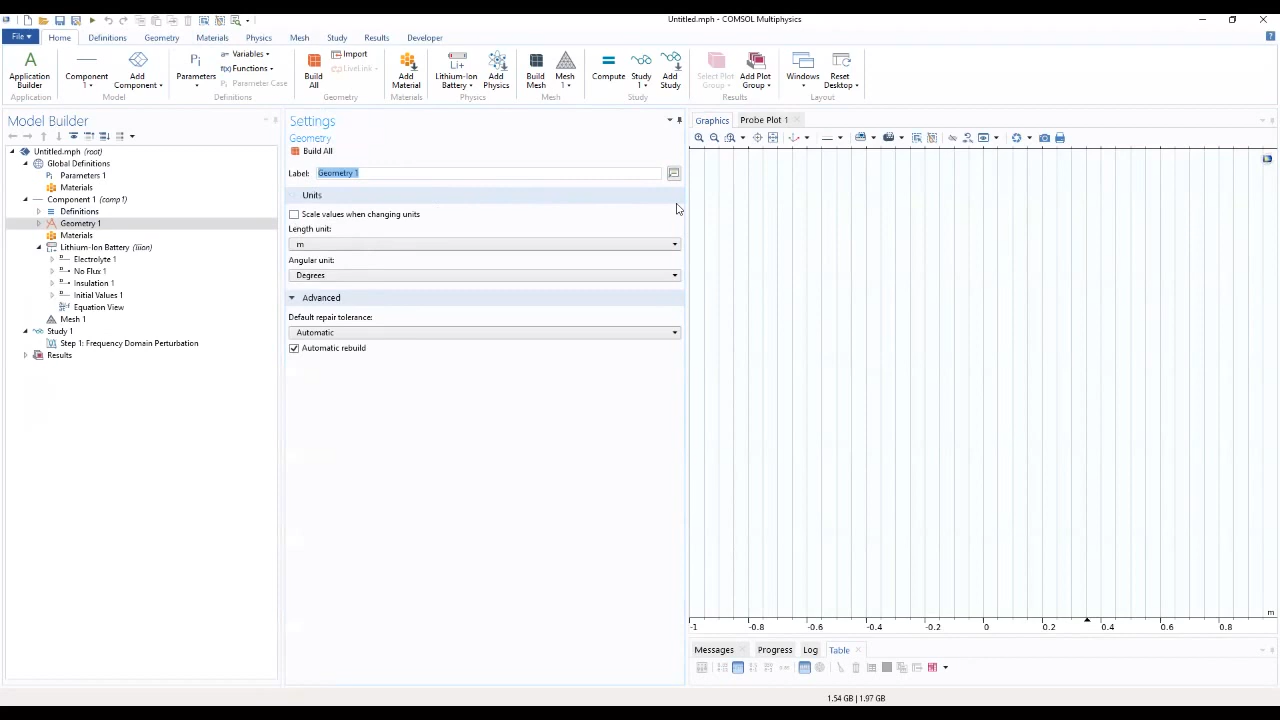 Untitled.mph - COMSOL Multiphysics
File
Home
Definitions
Geometry
Materials
Physics
Mesh
Study
Results
Developer
Application Builder
Application
Component 1
Add Component
Model
Parameters
Variables
Functions
Parameter Case
Definitions
Build All
Import
LiveLink
Geometry
Add Material
Materials
Lithium-Ion Battery
Add Physics
Physics
Build Mesh
Mesh 1
Mesh
Compute
Study 1
Add Study
Study
Select Plot Group
Add Plot Group
Results
Windows
Reset Desktop
Layout
Model Builder
Untitled.mph (root)
Global Definitions
Parameters 1
Materials
Component 1 (comp1)
Definitions
Geometry 1
Materials
Lithium-Ion Battery (liion)
Electrolyte 1
No Flux 1
Insulation 1
Initial Values 1
Equation View
Mesh 1
Study 1
Step 1: Frequency Domain Perturbation
Results
Settings
Geometry
Build All
Label: Geometry 1
Units
Scale values when changing units
Length unit:
m
Angular unit:
Degrees
Advanced
Default repair tolerance:
Automatic
Automatic rebuild
Graphics
Probe Plot 1
m
-1 -0.8 -0.6 -0.4 -0.2 0 0.2 0.4 0.6 0.8
Messages
Progress
Log
Table
1.54 GB | 1.97 GB